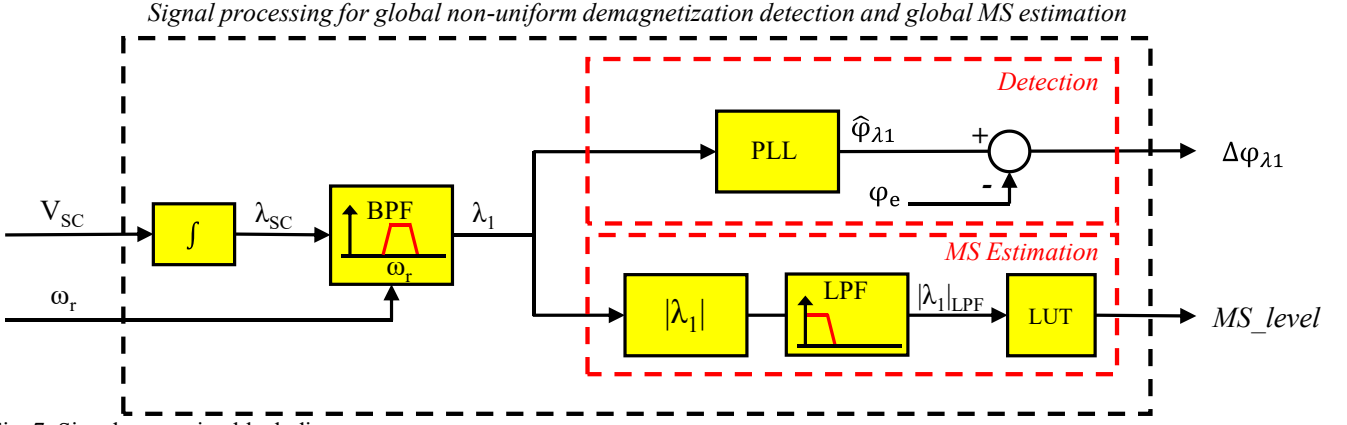 Signal processing for global non-uniform demagnetization detection and global MS estimation
Detection
PLL
φ̂λ1
+
Δφλ1
-
φe
VSC
∫
λSC
BPF
ωr
λ1
ωr
MS Estimation
|λ1|
LPF
|λ1|LPF
LUT
MS_level